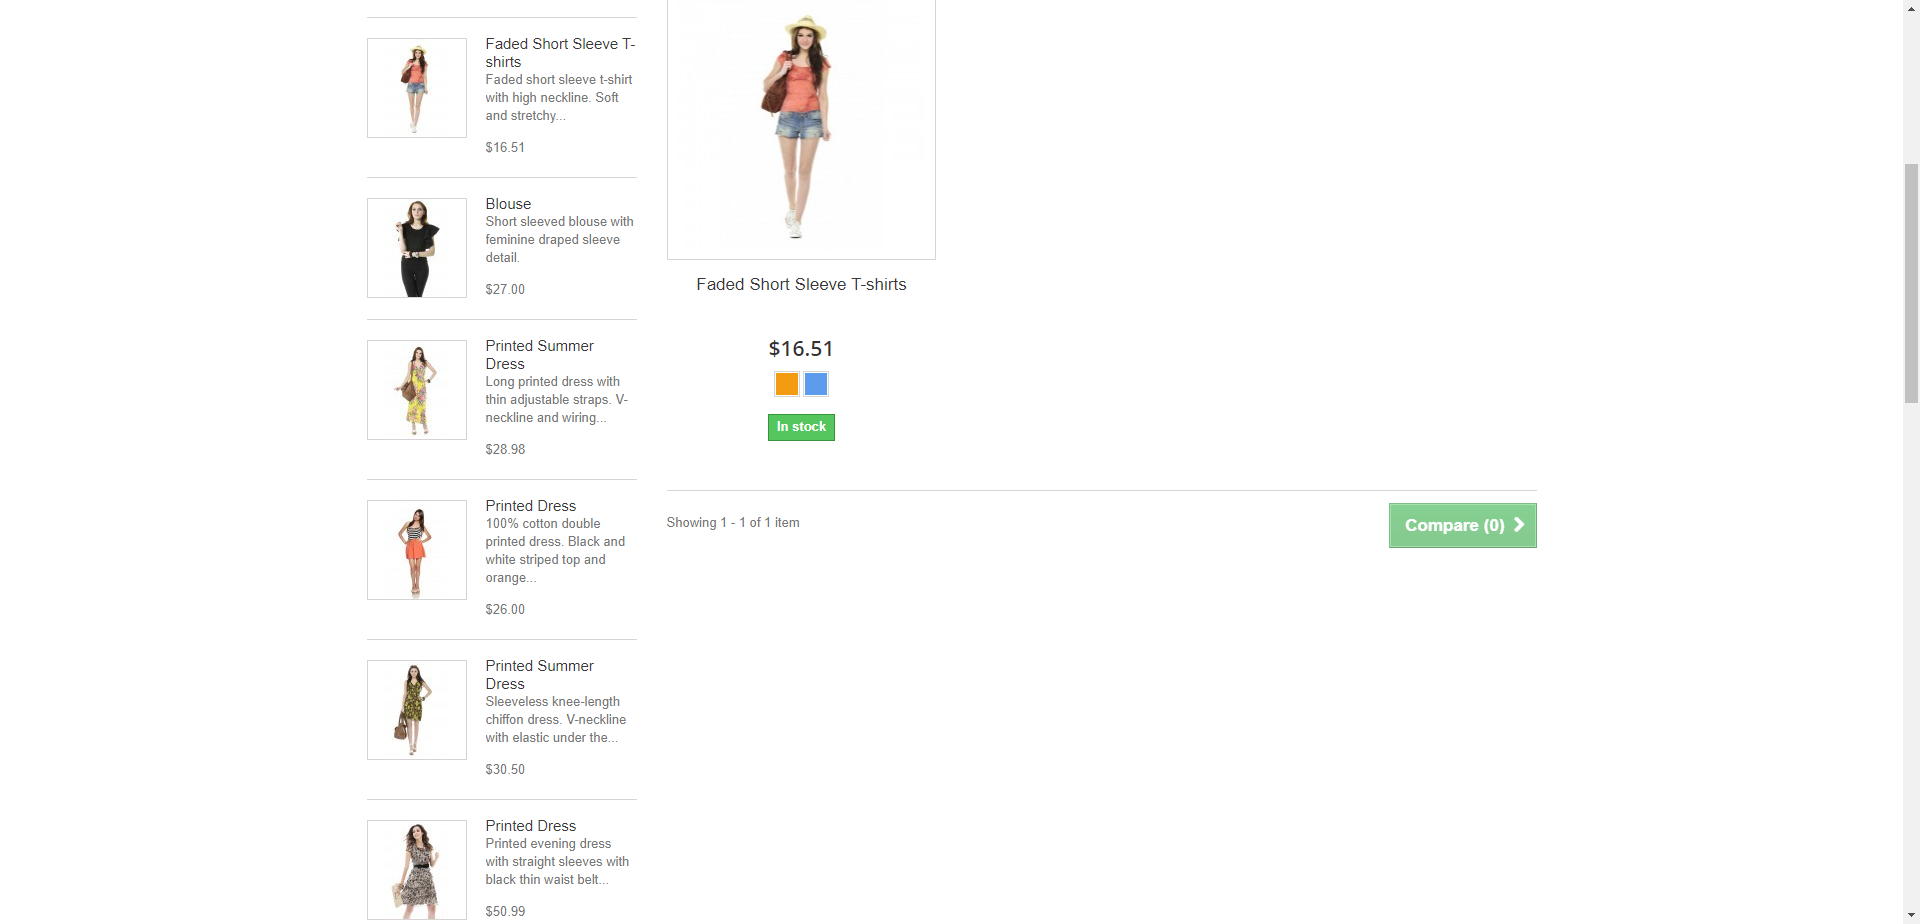 Faded Short Sleeve T-
shirts
Faded short sleeve t-shirt
with high neckline. Soft
and stretchy...
$16.51
Blouse
Short sleeved blouse with
feminine draped sleeve
detail.
$27.00
Printed Summer
Dress
Long printed dress with
thin adjustable straps. V-
neckline and wiring...
$28.98
Printed Dress
100% cotton double
printed dress. Black and
white striped top and
orange...
$26.00
Printed Summer
Dress
Sleeveless knee-length
chiffon dress. V-neckline
with elastic under the...
$30.50
Printed Dress
Printed evening dress
with straight sleeves with
black thin waist belt...
$50.99
Faded Short Sleeve T-shirts
$16.51
In stock
Showing 1 - 1 of 1 item
Compare (0)